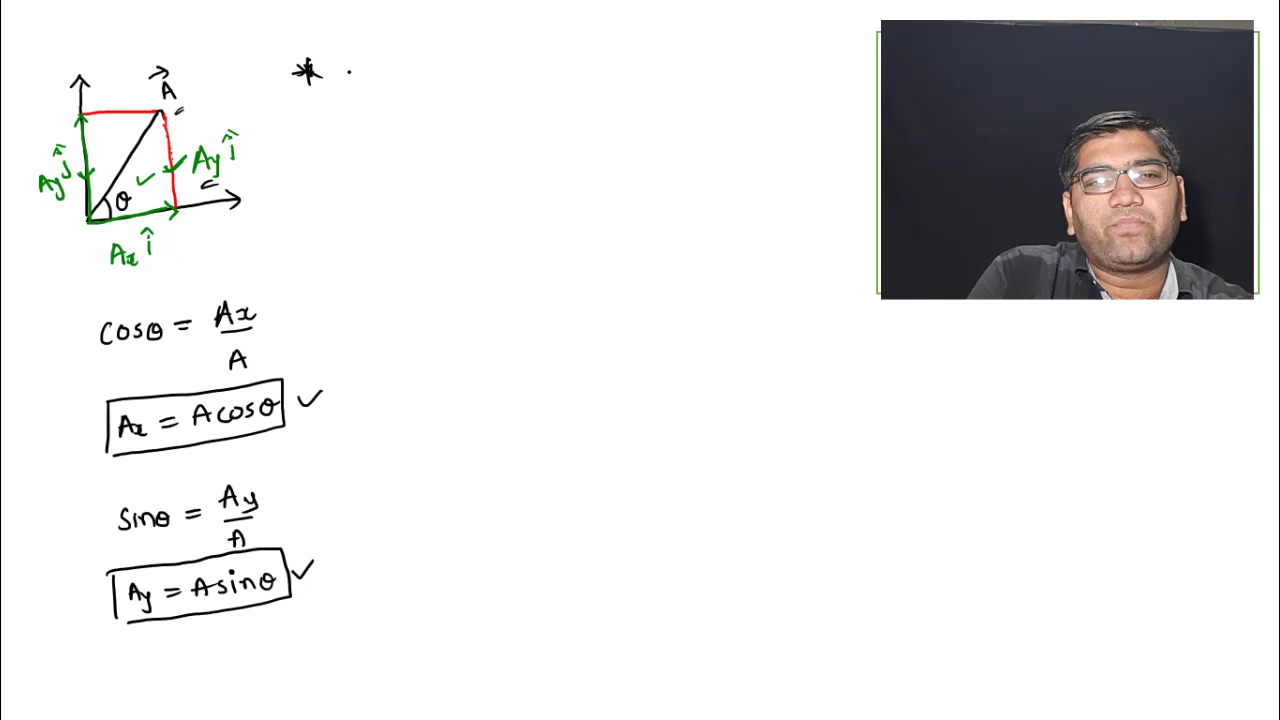 A⃗
Ay ĵ
Ay ĵ
θ
Ax î
cosθ = Ax
A
Ax = A cosθ ✓
sinθ = Ay
A
Ay = A sinθ ✓